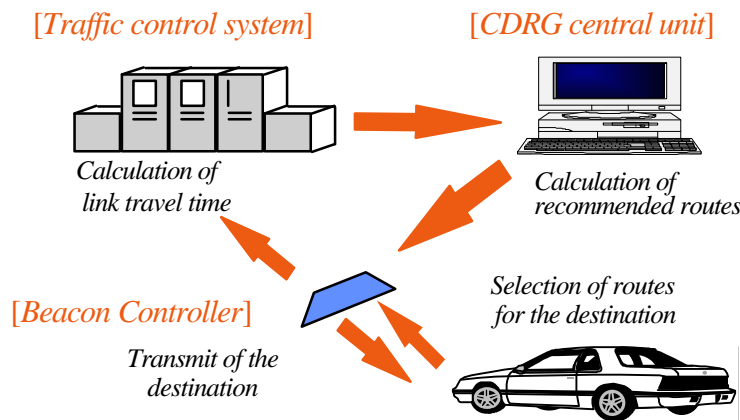 [Traffic control system]
[CDRG central unit]
Calculation of
link travel time
Calculation of
recommended routes
[Beacon Controller]
Transmit of the
destination
Selection of routes
for the destination